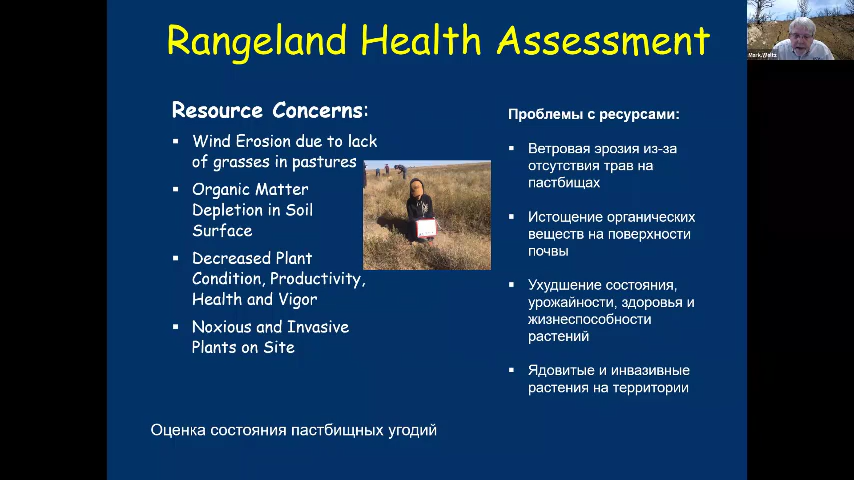 Rangeland Health Assessment
Mark.Weltz
Resource Concerns:
▪ Wind Erosion due to lack
of grasses in pastures
▪ Organic Matter
Depletion in Soil
Surface
▪ Decreased Plant
Condition, Productivity,
Health and Vigor
▪ Noxious and Invasive
Plants on Site
Проблемы с ресурсами:
▪ Ветровая эрозия из-за
отсутствия трав на
пастбищах
▪ Истощение органических
веществ на поверхности
почвы
▪ Ухудшение состояния,
урожайности, здоровья и
жизнеспособности
растений
▪ Ядовитые и инвазивные
растения на территории
Оценка состояния пастбищных угодий